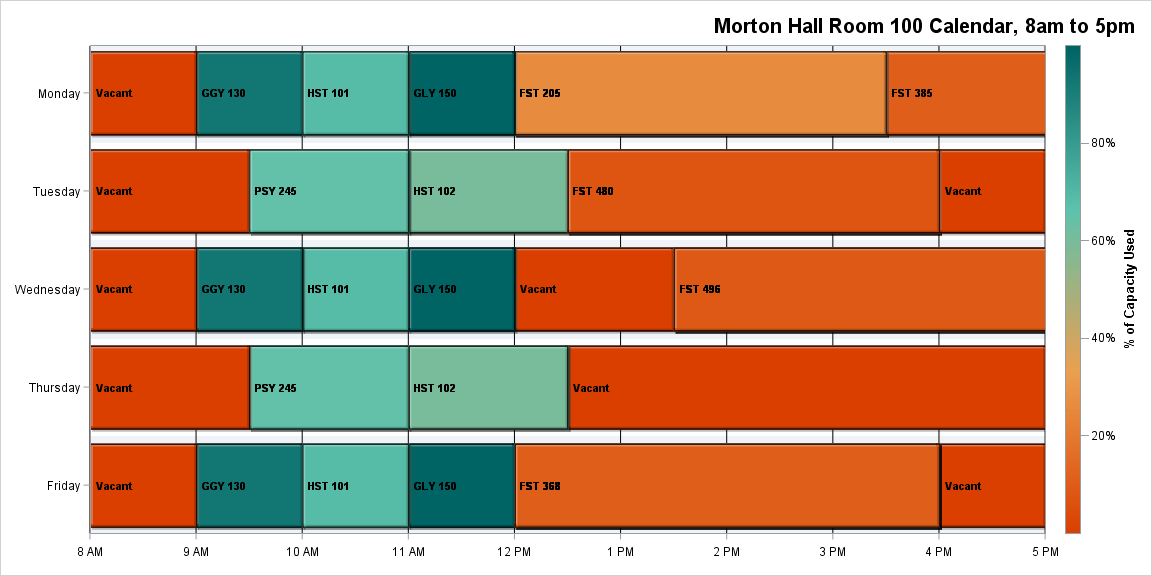 Morton Hall Room 100 Calendar, 8am to 5pm
Monday
Vacant
GGY 130
HST 101
GLY 150
FST 205
FST 385
Tuesday
Vacant
PSY 245
HST 102
FST 480
Vacant
Wednesday
Vacant
GGY 130
HST 101
GLY 150
Vacant
FST 496
Thursday
Vacant
PSY 245
HST 102
Vacant
Friday
Vacant
GGY 130
HST 101
GLY 150
FST 368
Vacant
8 AM
9 AM
10 AM
11 AM
12 PM
1 PM
2 PM
3 PM
4 PM
5 PM
80%
60%
40%
20%
% of Capacity Used